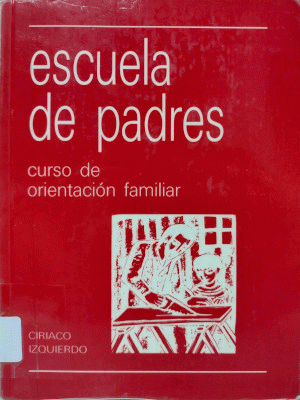 escuela
de padres
curso de
orientación familiar
CIRIACO
IZQUIERDO